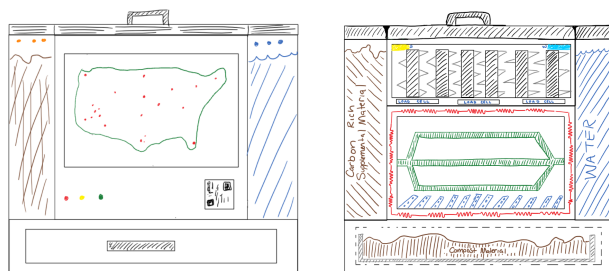 LOAD CELL
LOAD CELL
LOAD CELL
Carbon Rich
Supplemental Material
WATER
Compost Material